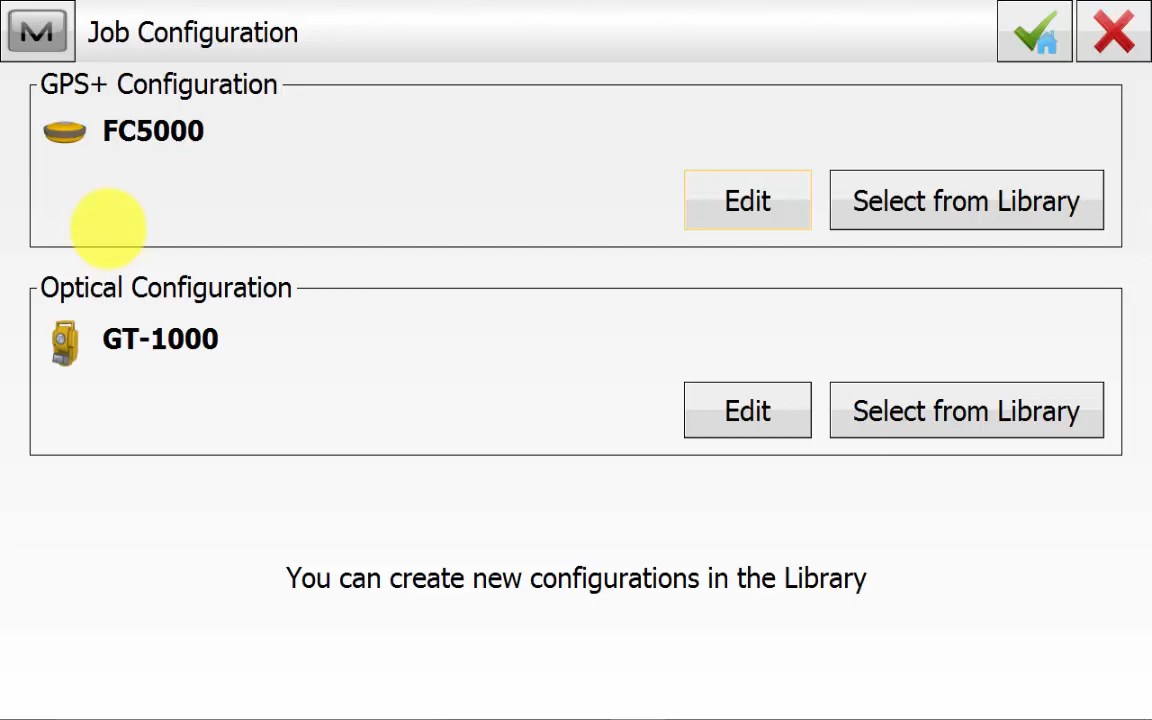 Job Configuration
GPS+ Configuration
FC5000
Edit
Select from Library
Optical Configuration
GT-1000
Edit
Select from Library
You can create new configurations in the Library